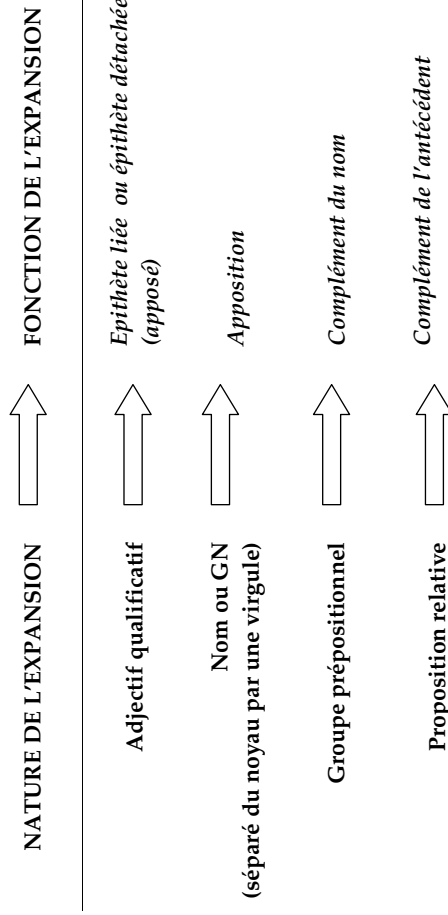 NATURE DE L'EXPANSION
FONCTION DE L'EXPANSION
Adjectif qualificatif
Epithète liée ou épithète détachée
(apposé)
Nom ou GN
(séparé du noyau par une virgule)
Apposition
Groupe prépositionnel
Complément du nom
Proposition relative
Complément de l'antécédent